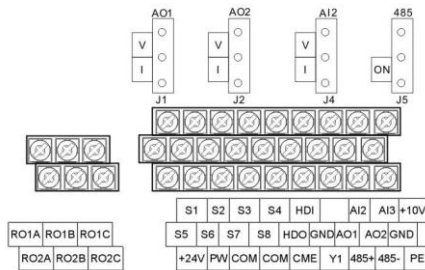 AO1 AO2 AI2 485
V V V
I I I ON
J1 J2 J4 J5
S1 S2 S3 S4 HDI AI2 AI3 +10V
RO1A RO1B RO1C S5 S6 S7 S8 HDO GND AO1 AO2 GND
RO2A RO2B RO2C +24V PW COM COM CME Y1 485+ 485- PE